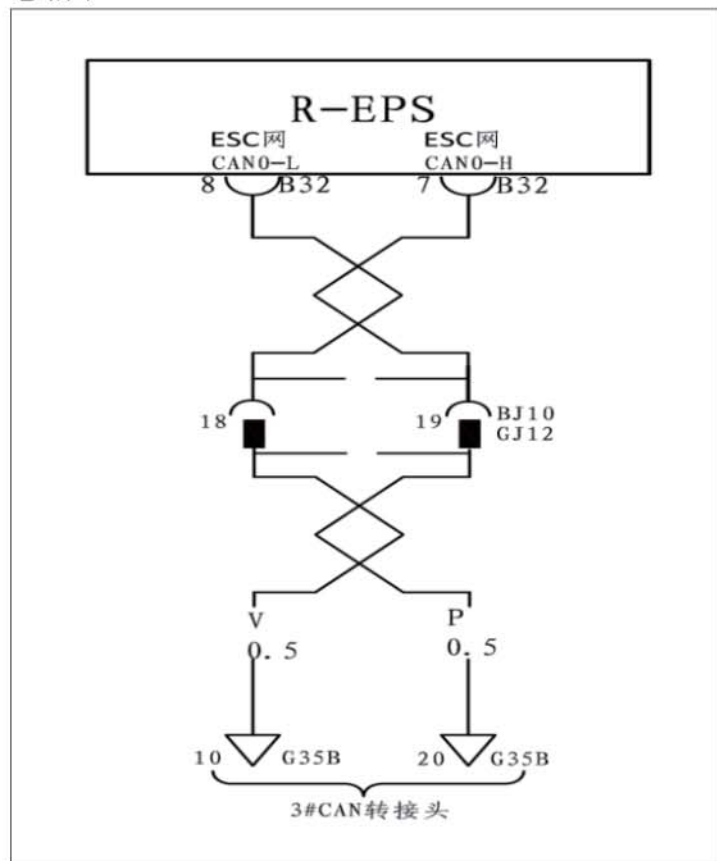 R-EPS
ESC网 ESC网
CAN0-L CAN0-H
8 B32 7 B32
18 19 BJ10
GJ12
V P
0.5 0.5
10 G35B 20 G35B
3#CAN转接头